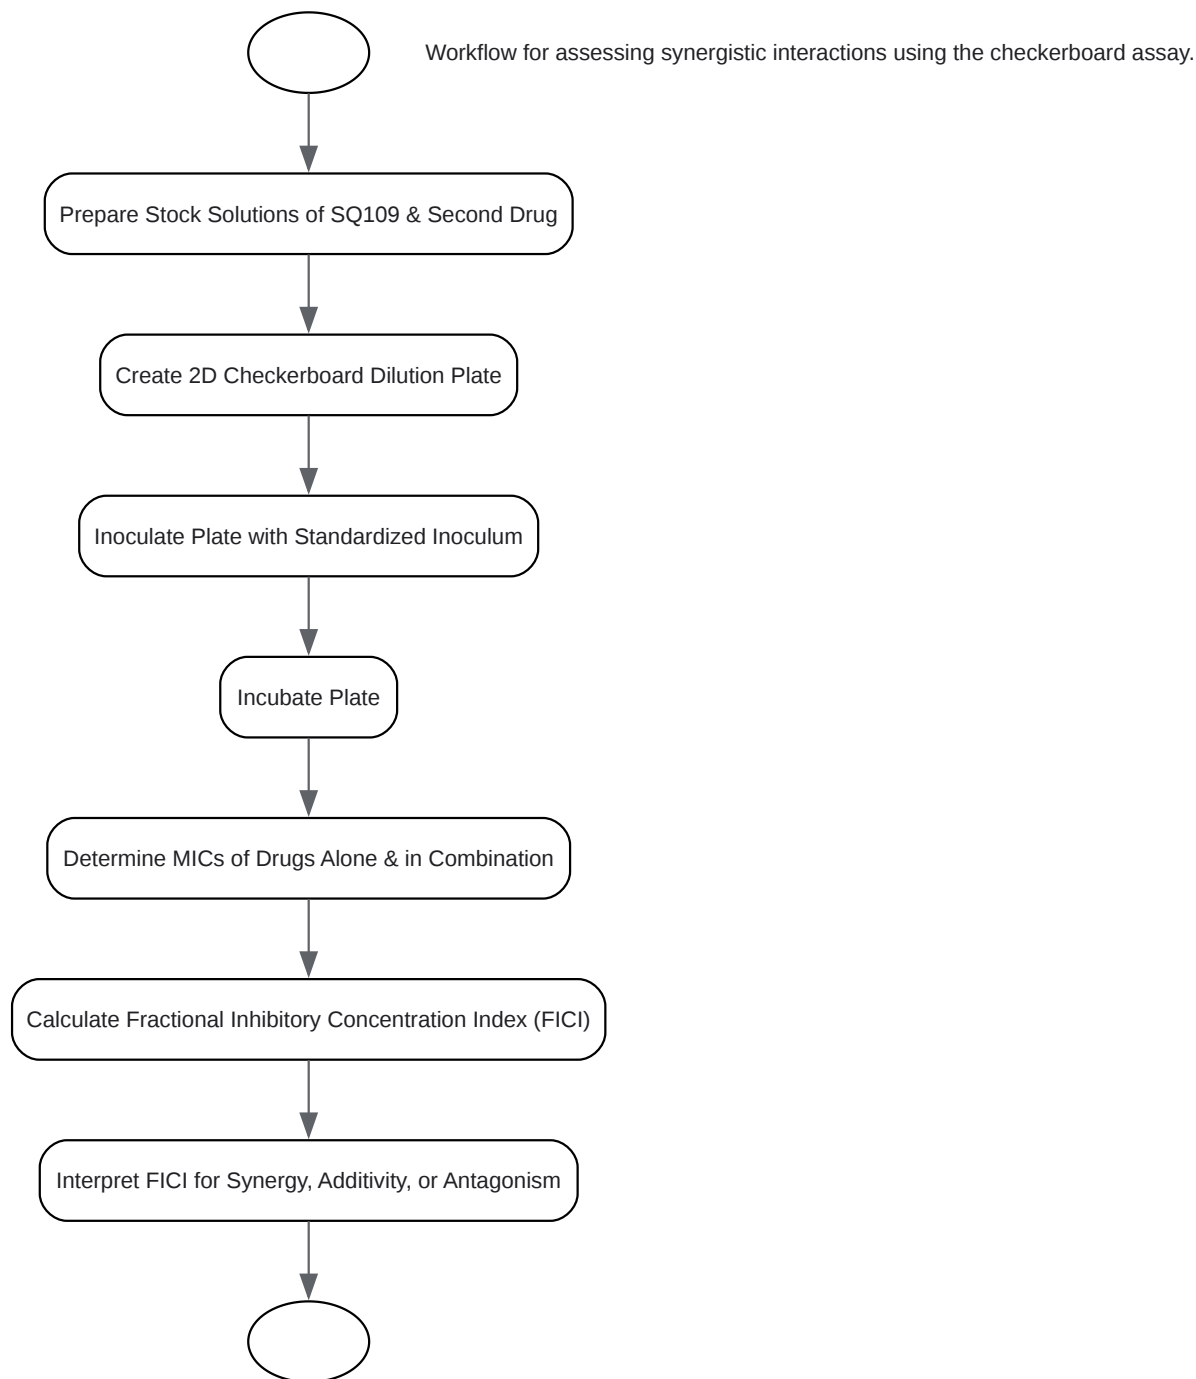 Workflow for assessing synergistic interactions using the checkerboard assay.
Prepare Stock Solutions of SQ109 & Second Drug
Create 2D Checkerboard Dilution Plate
Inoculate Plate with Standardized Inoculum
Incubate Plate
Determine MICs of Drugs Alone & in Combination
Calculate Fractional Inhibitory Concentration Index (FICI)
Interpret FICI for Synergy, Additivity, or Antagonism